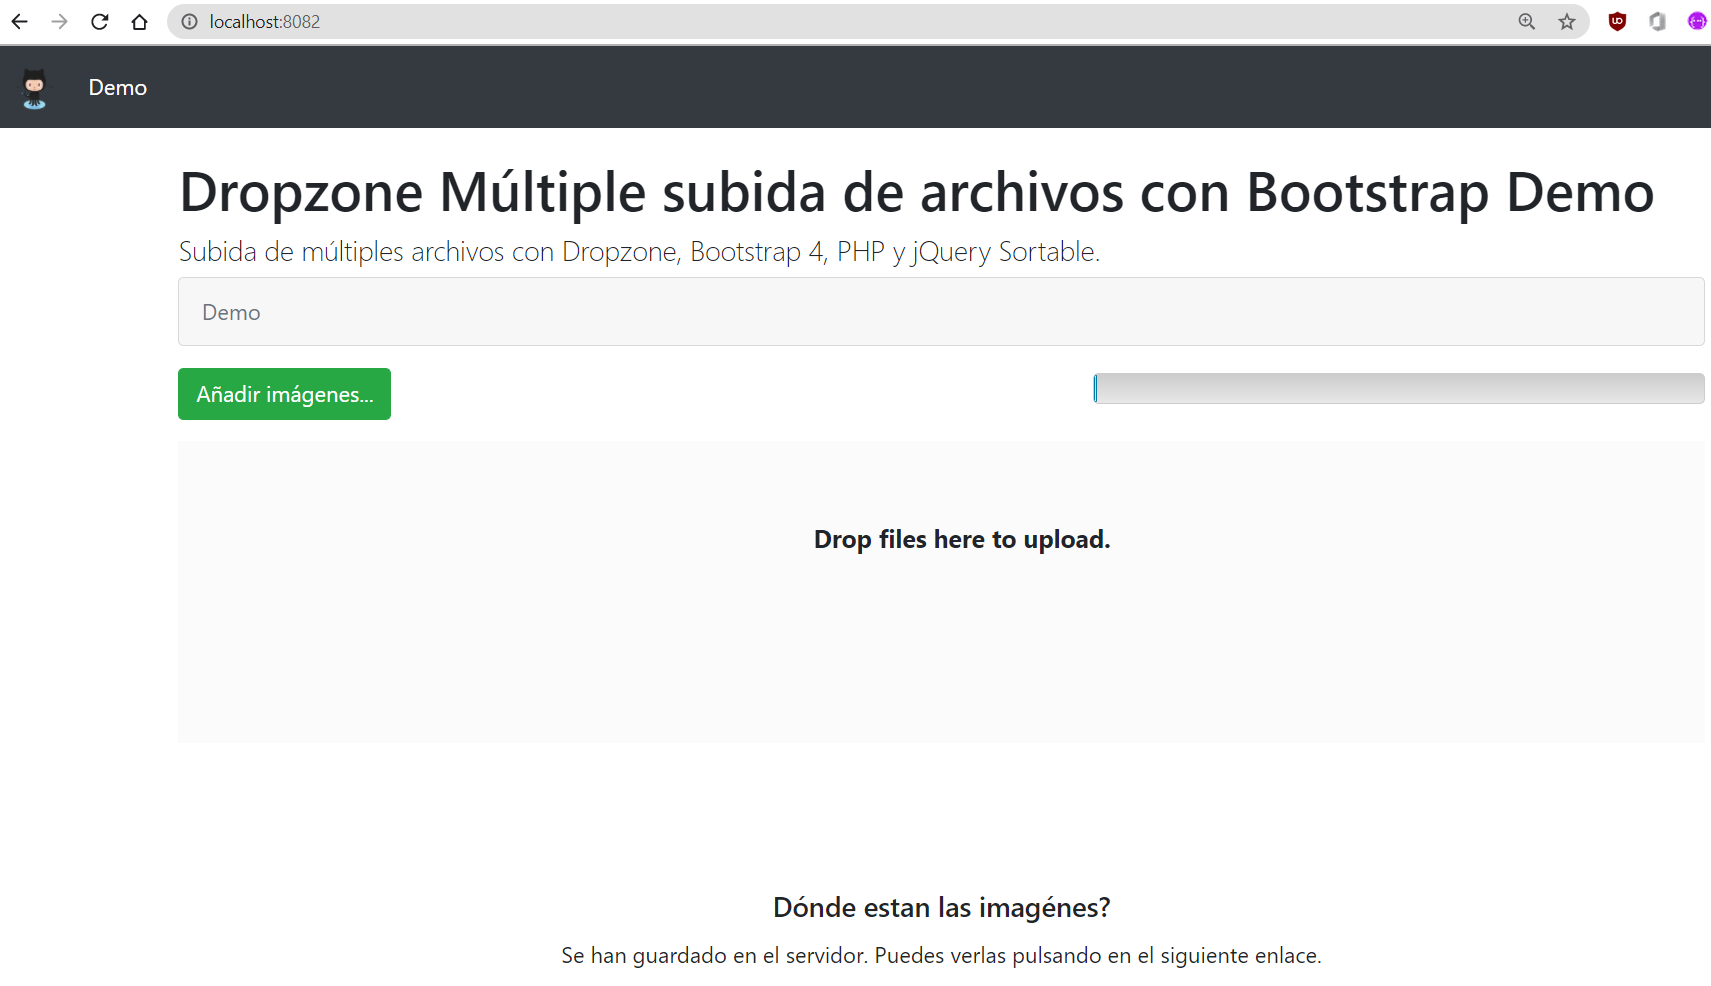 localhost:8082
Demo
Dropzone Múltiple subida de archivos con Bootstrap Demo
Subida de múltiples archivos con Dropzone, Bootstrap 4, PHP y jQuery Sortable.
Demo
Añadir imágenes...
Drop files here to upload.
Dónde estan las imagénes?
Se han guardado en el servidor. Puedes verlas pulsando en el siguiente enlace.